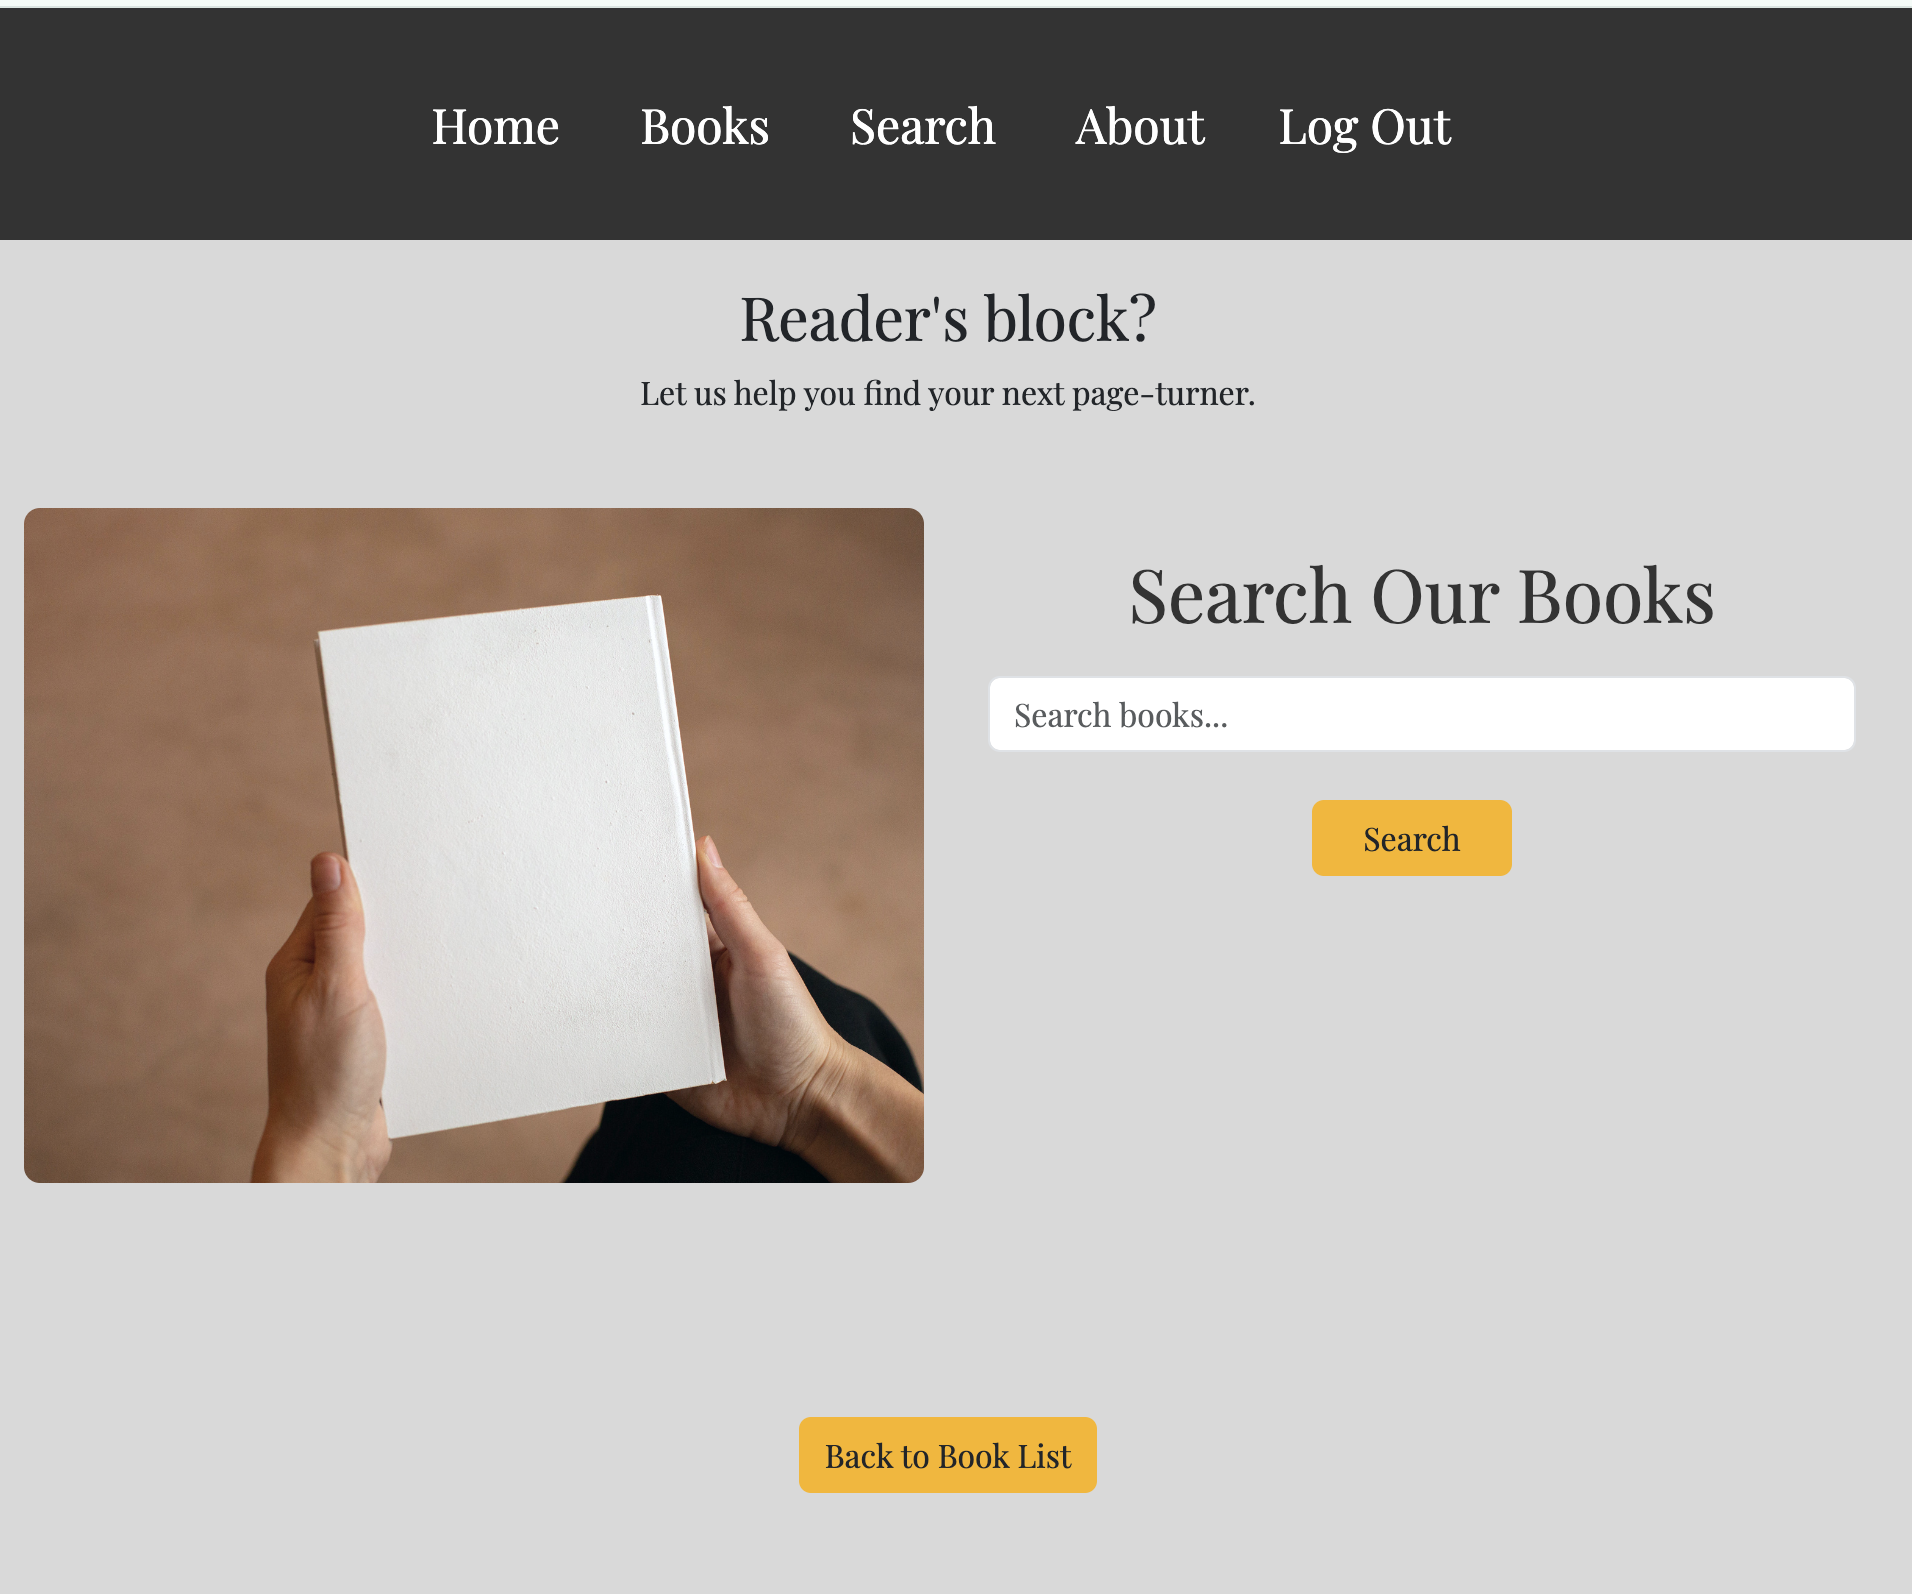 Home Books Search About Log Out
Reader's block?
Let us help you find your next page-turner.
Search Our Books
Search books...
Search
Back to Book List